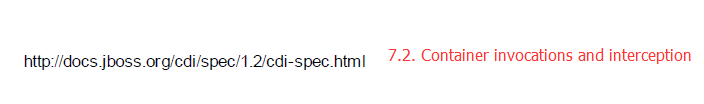 http://docs.jboss.org/cdi/spec/1.2/cdi-spec.html 7.2. Container invocations and interception